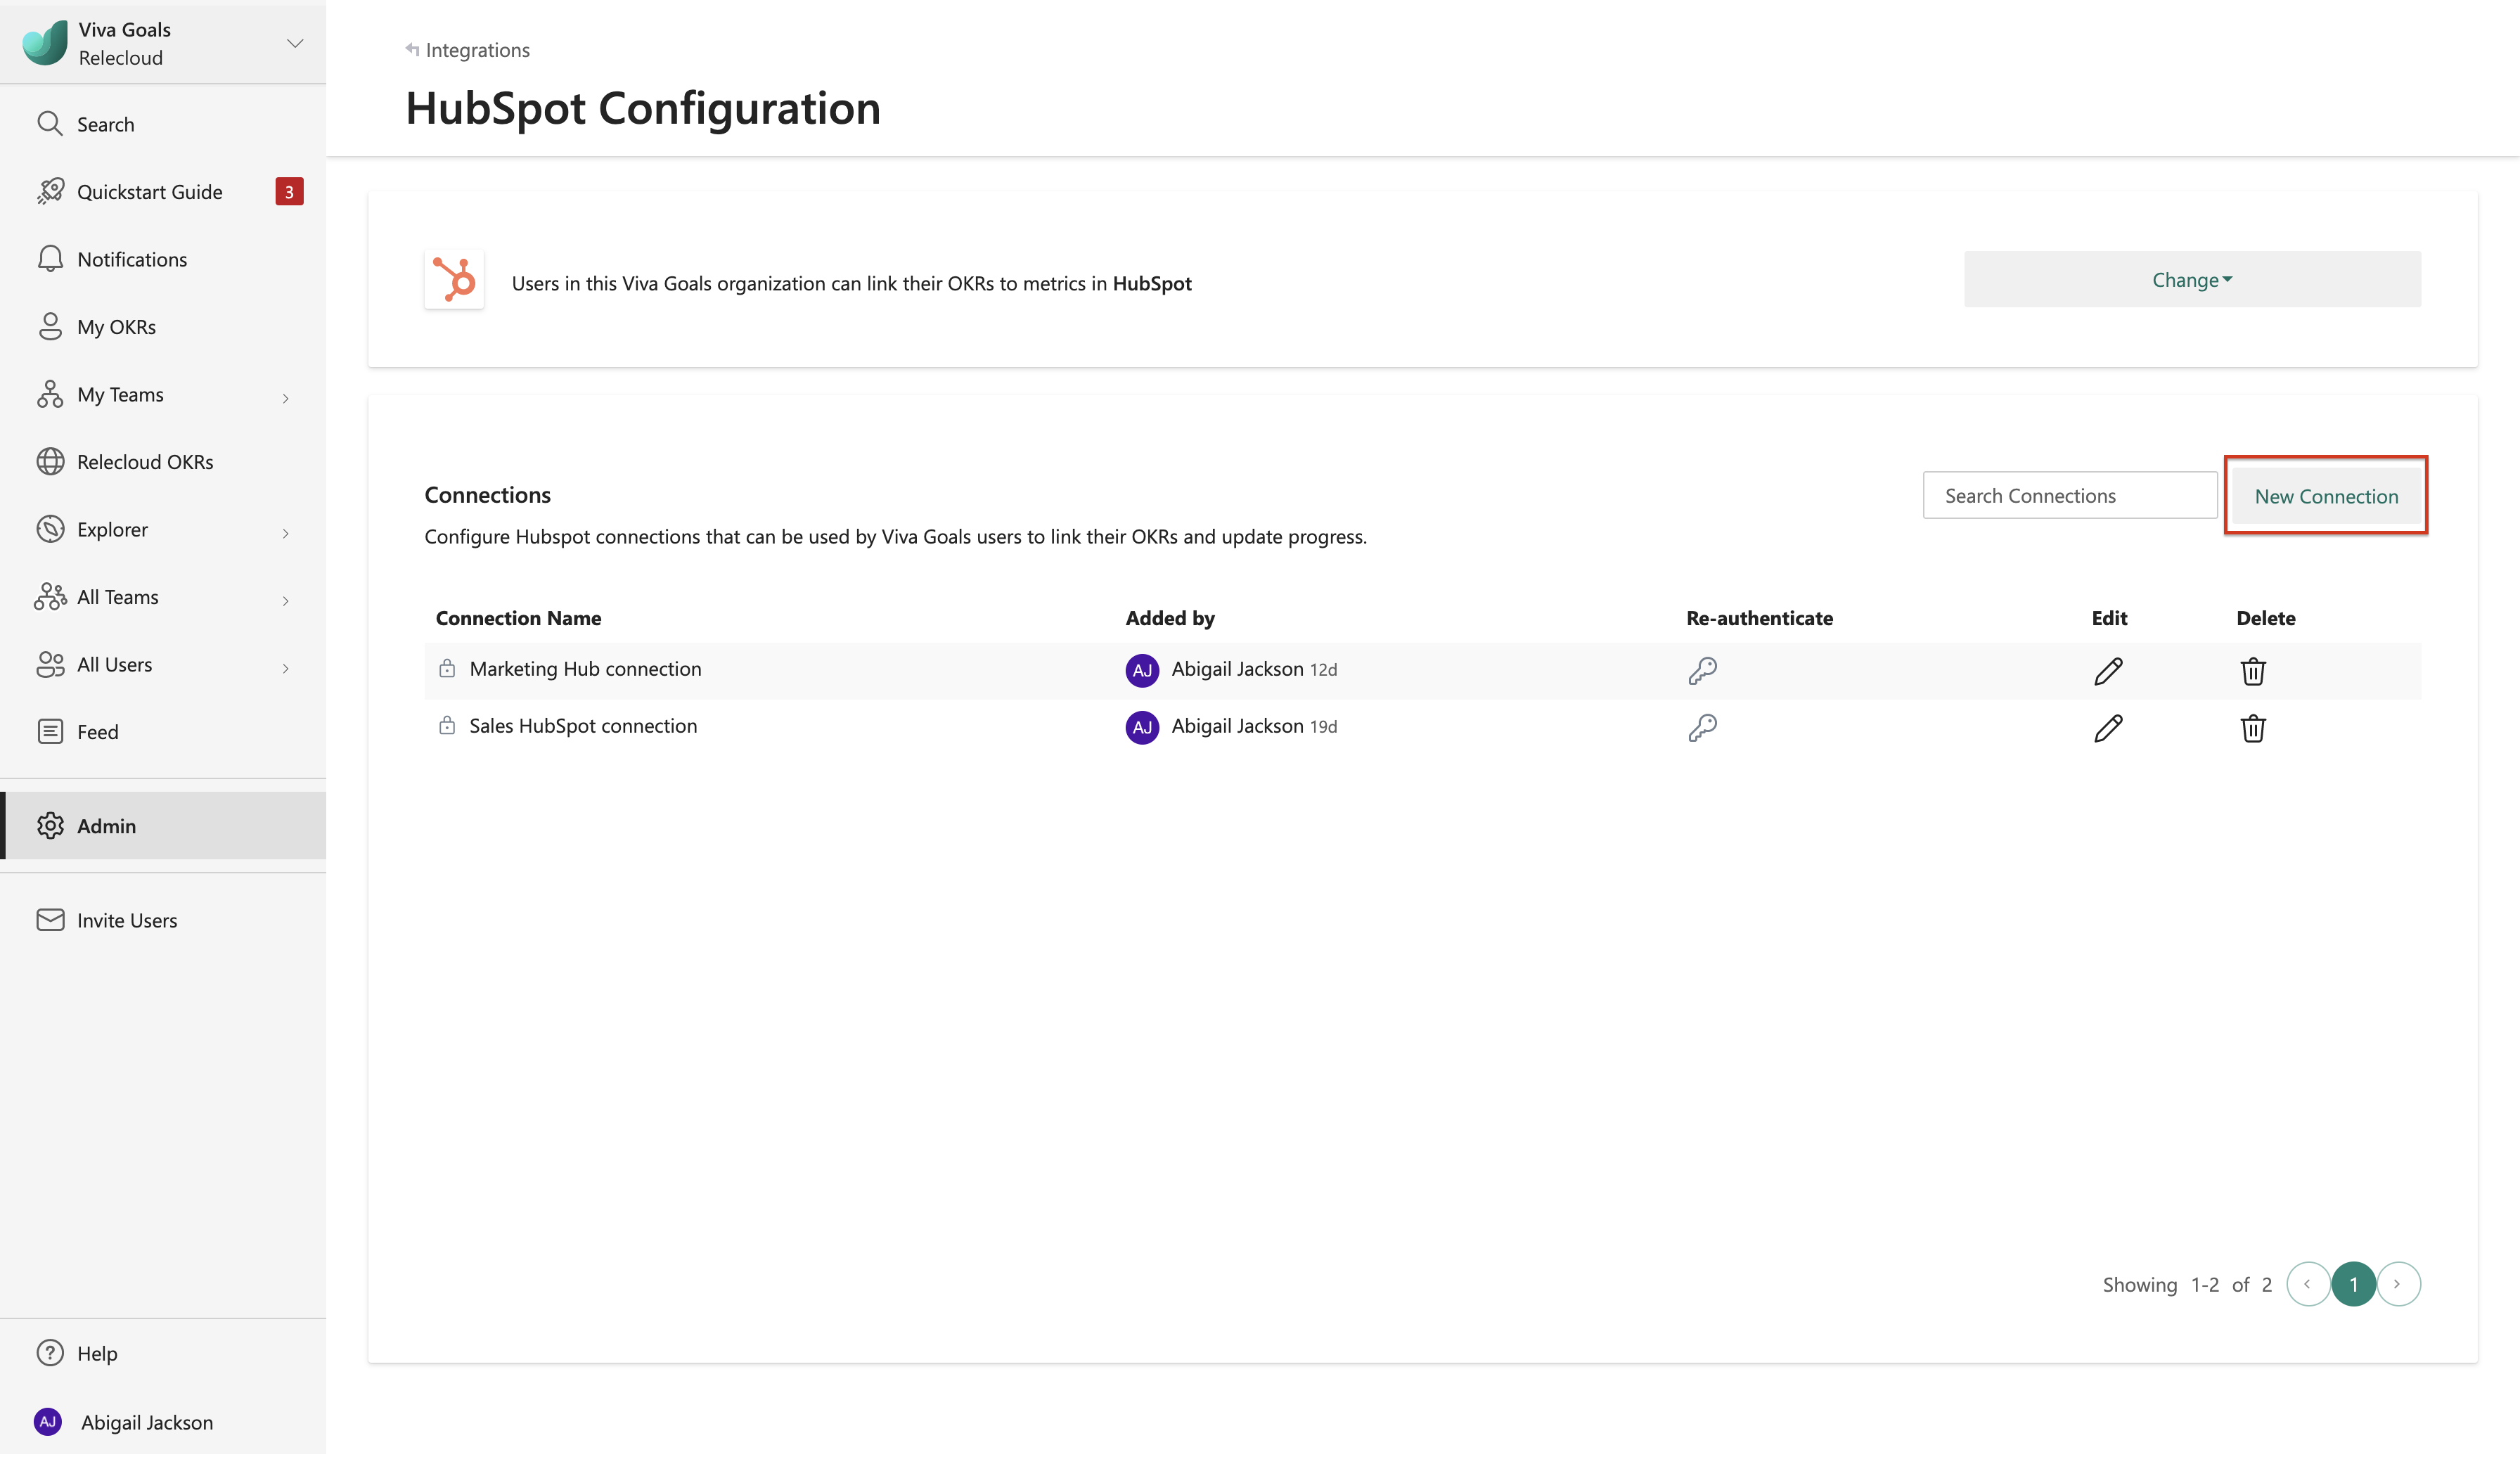 Viva Goals
Relecloud
Search
Quickstart Guide 3
Notifications
My OKRs
My Teams
Relecloud OKRs
Explorer
All Teams
All Users
Feed
Admin
Invite Users
Help
AJ Abigail Jackson
Integrations
HubSpot Configuration
Users in this Viva Goals organization can link their OKRs to metrics in HubSpot
Change
Connections
Search Connections
New Connection
Configure Hubspot connections that can be used by Viva Goals users to link their OKRs and update progress.
Connection Name Added by Re-authenticate Edit Delete
Marketing Hub connection AJ Abigail Jackson 12d
Sales HubSpot connection AJ Abigail Jackson 19d
Showing 1-2 of 2 1